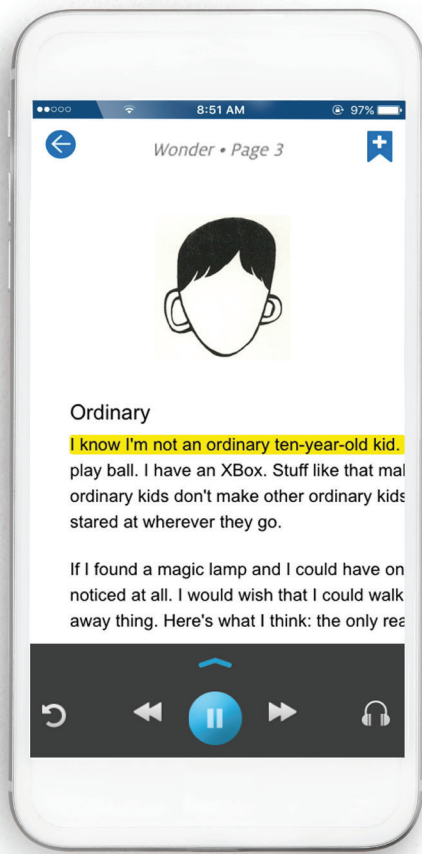 8:51 AM
97%
Wonder • Page 3
Ordinary
I know I'm not an ordinary ten-year-old kid.
play ball. I have an XBox. Stuff like that mal
ordinary kids don't make other ordinary kids
stared at wherever they go.
If I found a magic lamp and I could have on
noticed at all. I would wish that I could walk
away thing. Here's what I think: the only rea